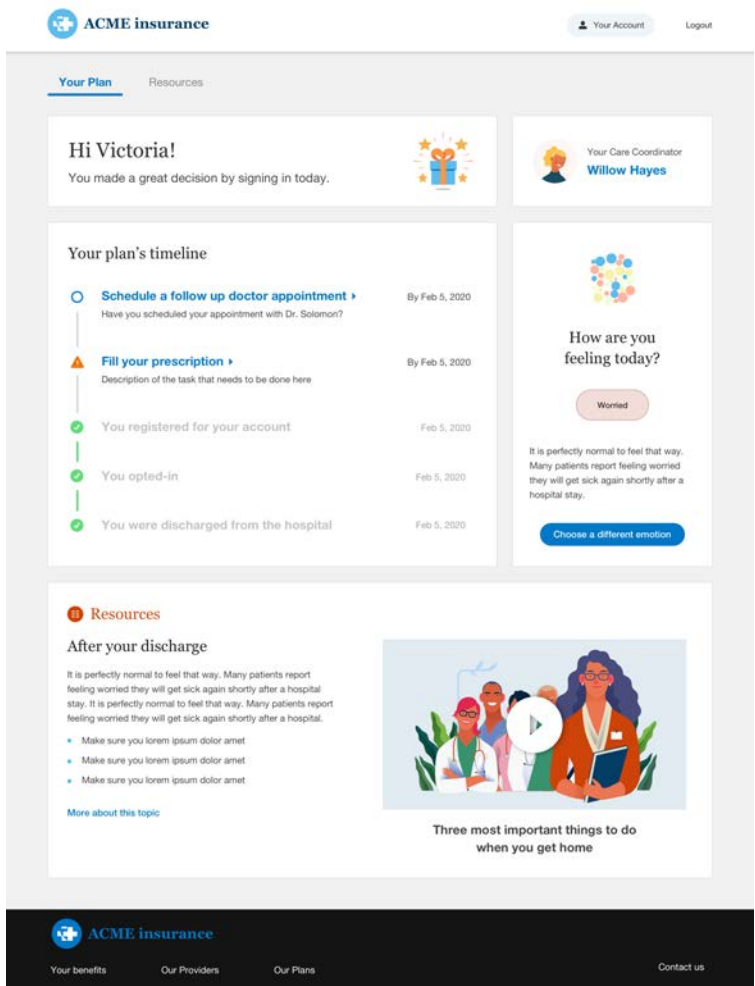 ACME insurance
Your Account
Logout
Your Plan
Resources
Hi Victoria!
You made a great decision by signing in today.
Your Care Coordinator
Willow Hayes
Your plan’s timeline
Schedule a follow up doctor appointment
By Feb 5, 2020
Have you scheduled your appointment with Dr. Solomon?
Fill your prescription
By Feb 5, 2020
Description of the task that needs to be done here
You registered for your account
Feb 5, 2020
You opted-in
Feb 5, 2020
You were discharged from the hospital
Feb 5, 2020
How are you
feeling today?
Worried
It is perfectly normal to feel that way.
Many patients report feeling worried
they will get sick again shortly after a
hospital stay.
Choose a different emotion
Resources
After your discharge
It is perfectly normal to feel that way. Many patients report
feeling worried they will get sick again shortly after a hospital
stay. It is perfectly normal to feel that way. Many patients report
feeling worried they will get sick again shortly after a hospital.
Make sure you lorem ipsum dolor amet
Make sure you lorem ipsum dolor amet
Make sure you lorem ipsum dolor amet
More about this topic
Three most important things to do
when you get home
ACME insurance
Your benefits
Our Providers
Our Plans
Contact us